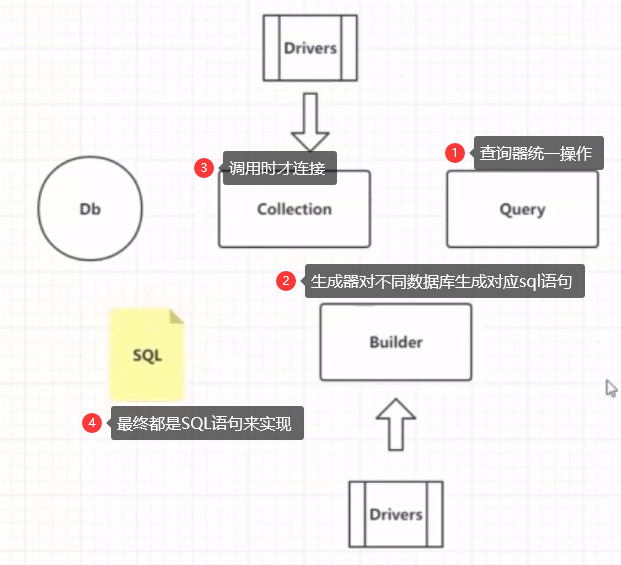 Drivers
1 查询器统一操作
3 调用时才连接
Db
Collection
Query
2 生成器对不同数据库生成对应sql语句
Builder
SQL
4 最终都是SQL语句来实现
Drivers